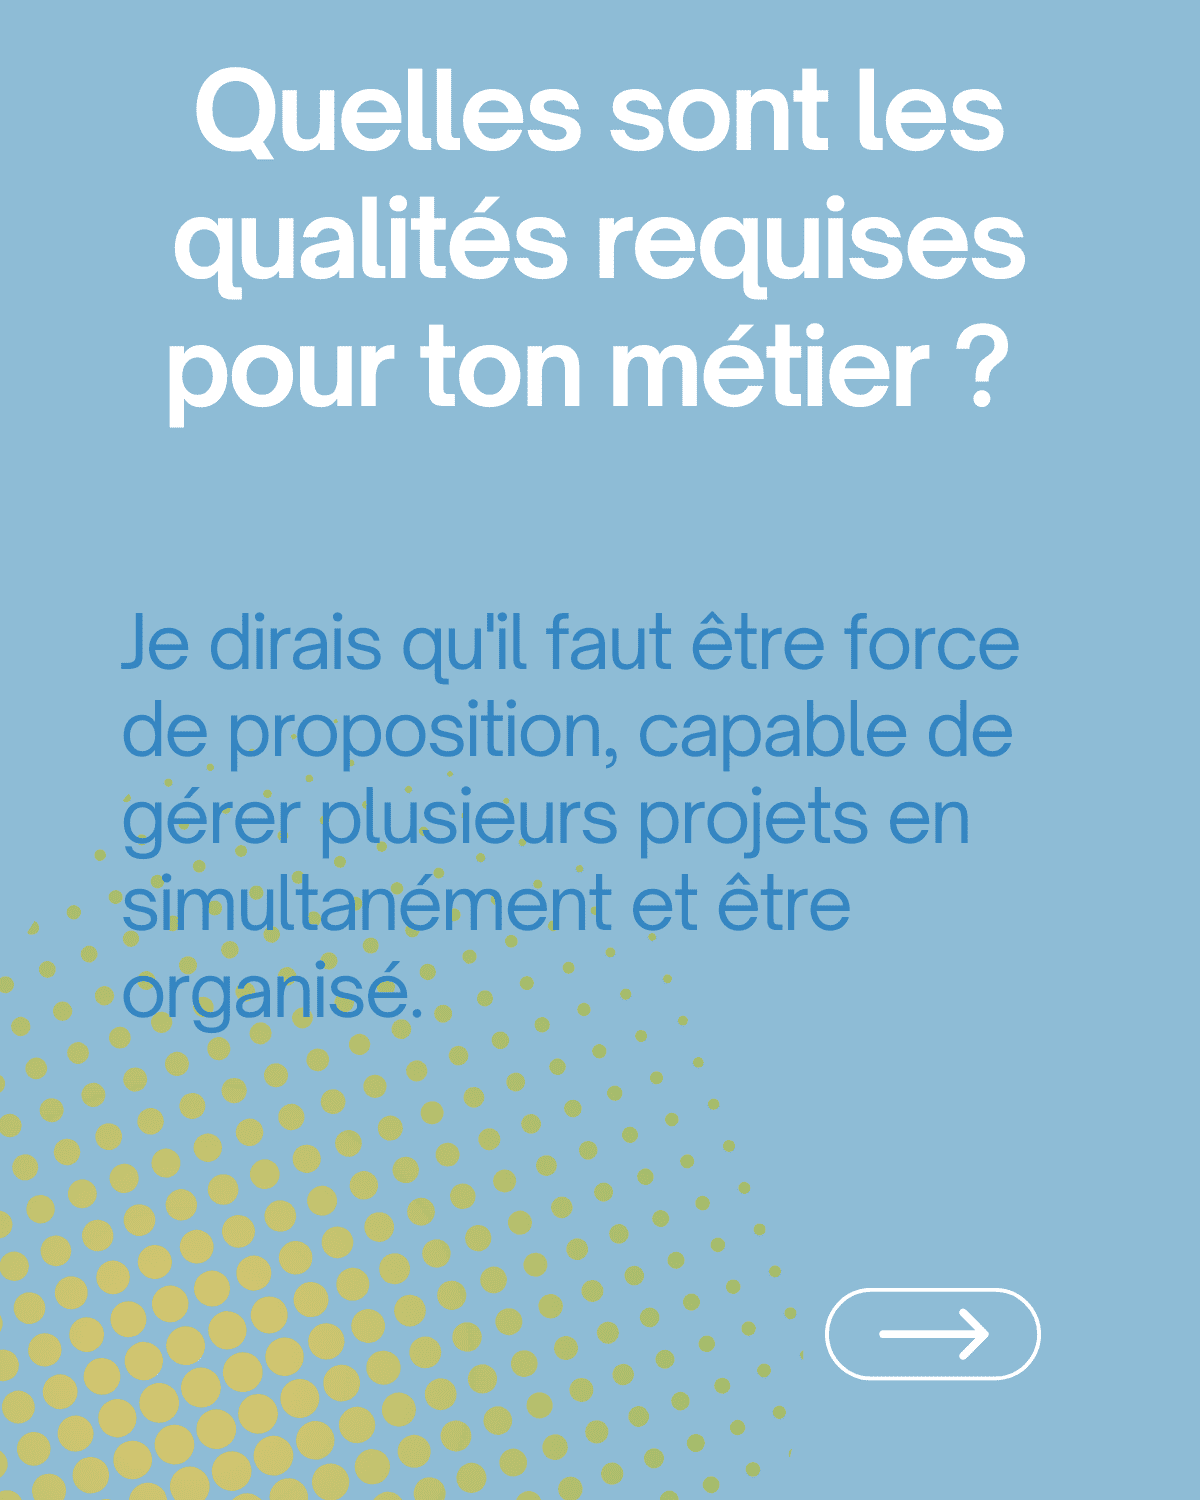 Quelles sont les
qualités requises
pour ton métier ?
Je dirais qu'il faut être force
de proposition, capable de
gérer plusieurs projets en
simultanément et être
organisé.